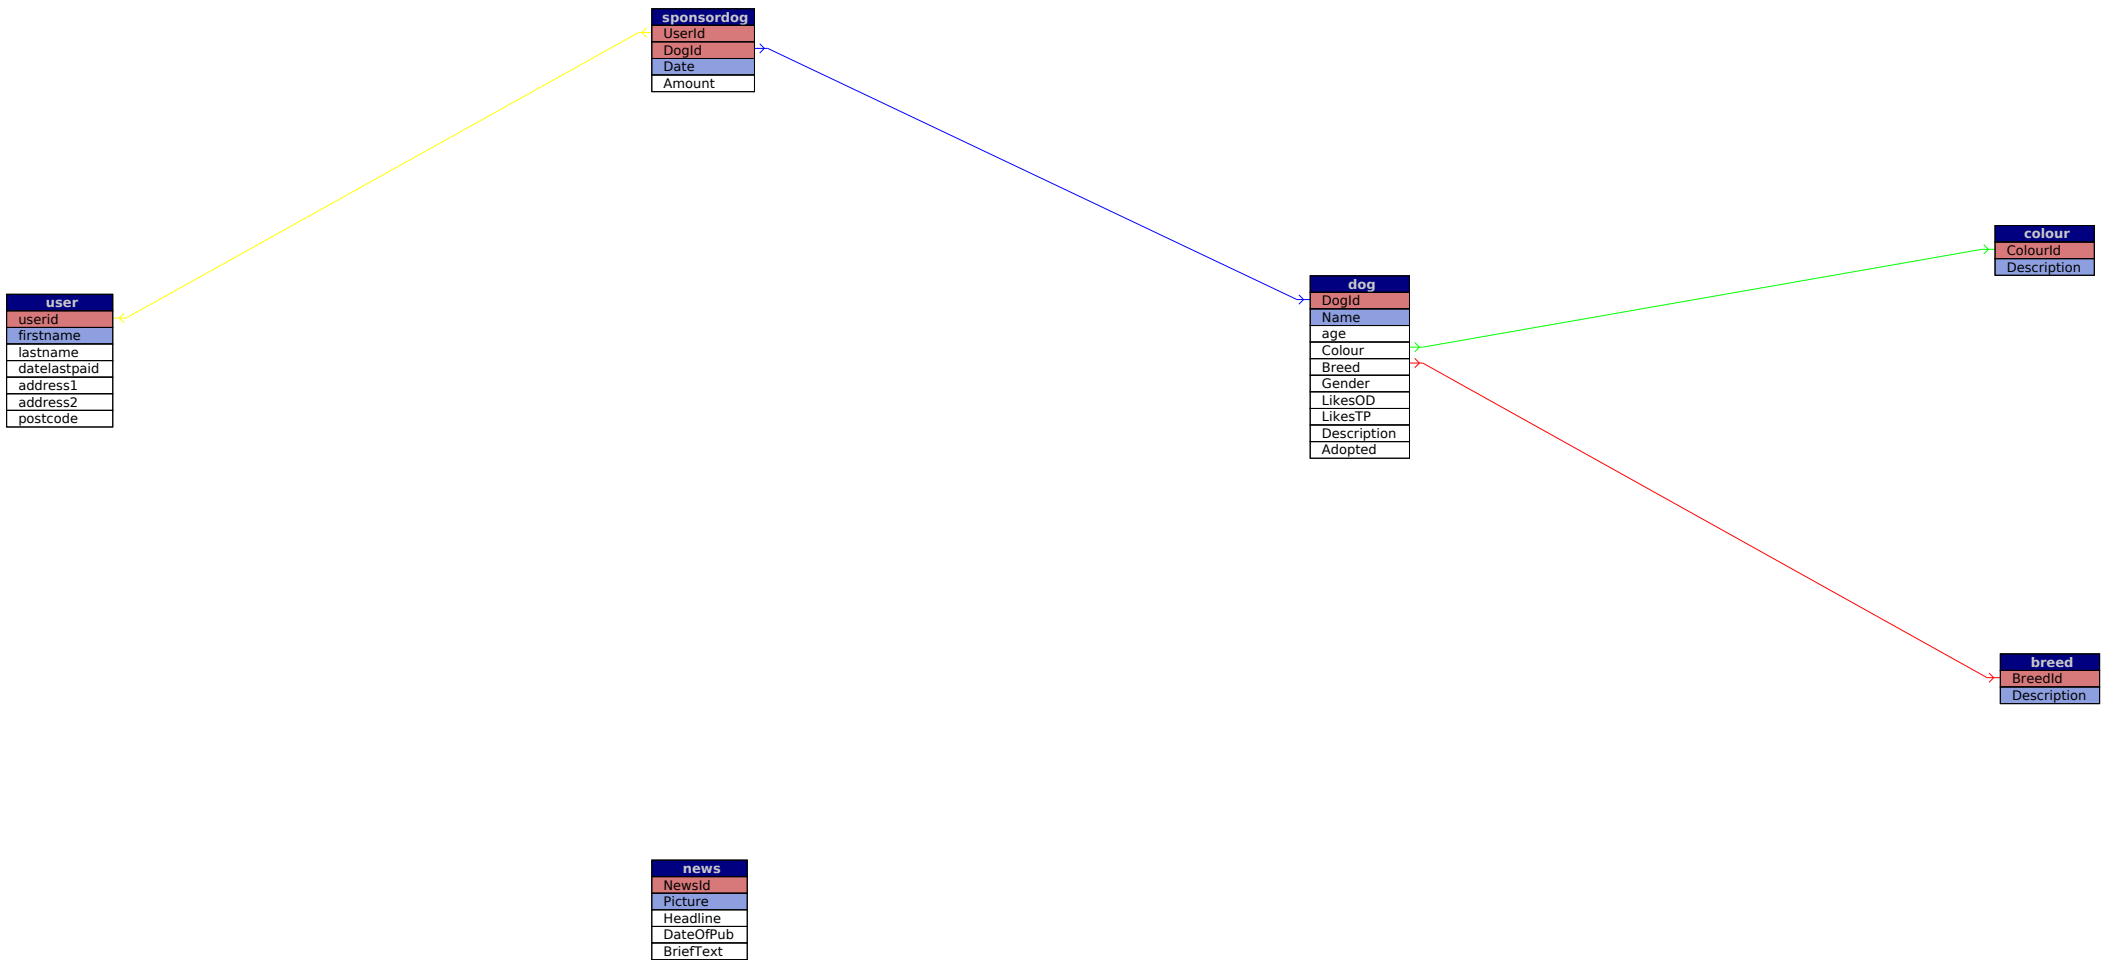 sponsordog
UserId
DogId
Date
Amount
user
userid
firstname
lastname
datelastpaid
address1
address2
postcode
dog
DogId
Name
age
Colour
Breed
Gender
LikesOD
LikesTP
Description
Adopted
colour
ColourId
Description
breed
BreedId
Description
news
NewsId
Picture
Headline
DateOfPub
BriefText